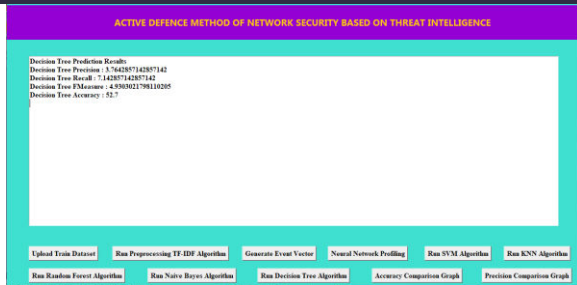 ACTIVE DEFENCE METHOD OF NETWORK SECURITY BASED ON THREAT INTELLIGENCE
Decision Tree Prediction Results
Decision Tree Precision : 3.7642857142857142
Decision Tree Recall : 7.142857142857142
Decision Tree FMeasure : 4.9303021798110205
Decision Tree Accuracy : 52.7
Upload Train Dataset Run Preprocessing TF-IDF Algorithm Generate Event Vector Neural Network Profiling Run SVM Algorithm Run KNN Algorithm
Run Random Forest Algorithm Run Naive Bayes Algorithm Run Decision Tree Algorithm Accuracy Comparison Graph Precision Comparison Graph